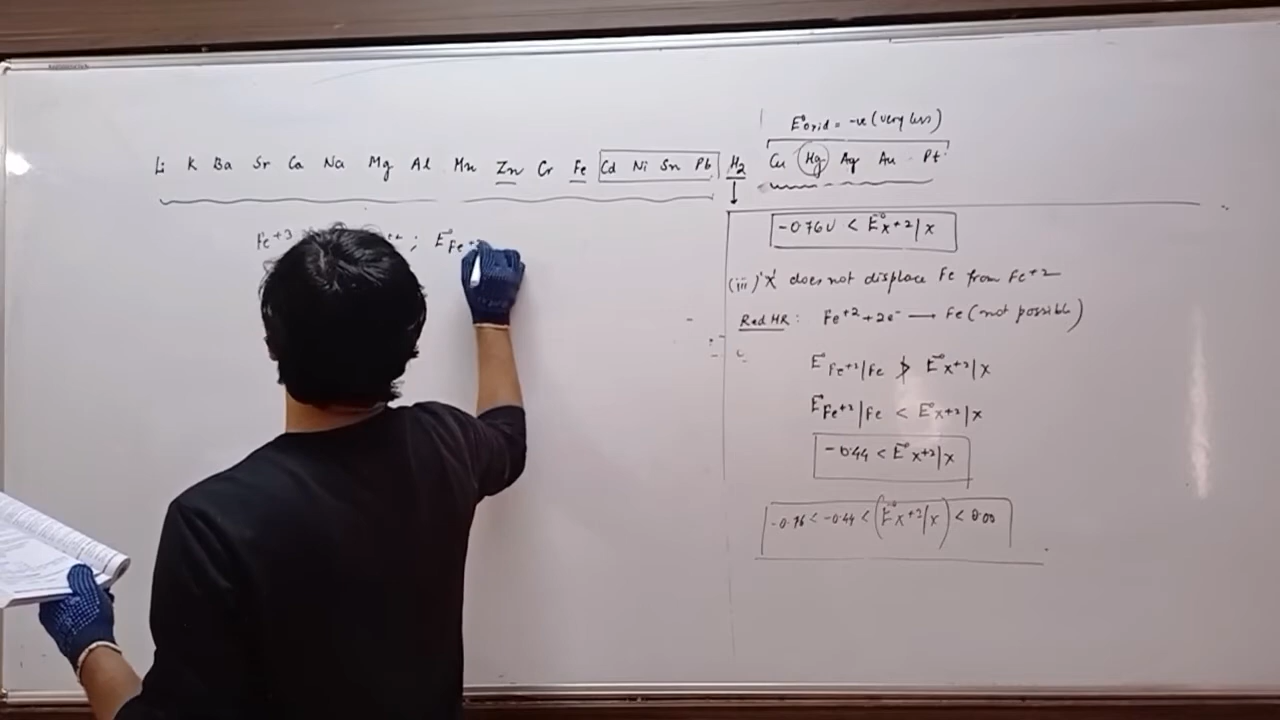 E°oxid = -ve (very less)
Li K Ba Sr Ca Na Mg Al Mn Zn Cr Fe Cd Ni Sn Pb H2 Cu Hg Ag Au Pt
Fe+3 ; E°Fe+3
-0.76V < E°x+2|x
(iii) 'x' does not displace Fe from Fe+2
Red HR : Fe+2 + 2e- → Fe (not possible)
E°Fe+2|Fe ≯ E°x+2|x
E°Fe+2|Fe < E°x+2|x
-0.44 < E°x+2|x
-0.76 < -0.44 < (E°x+2|x) < 0.00